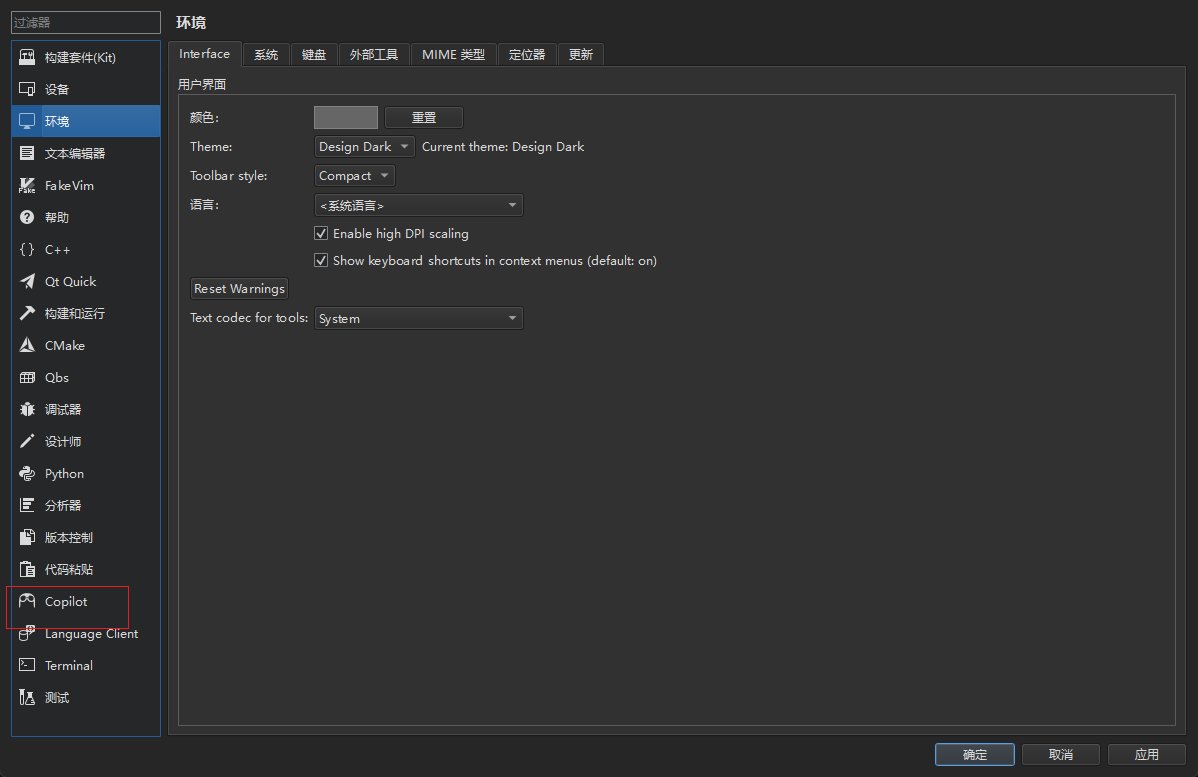 过滤器
构建套件(Kit)
设备
环境
文本编辑器
FakeVim
帮助
C++
Qt Quick
构建和运行
CMake
Qbs
调试器
设计师
Python
分析器
版本控制
代码粘贴
Copilot
Language Client
Terminal
测试
环境
Interface 系统 键盘 外部工具 MIME 类型 定位器 更新
用户界面
颜色: 重置
Theme: Design Dark Current theme: Design Dark
Toolbar style: Compact
语言: <系统语言>
Enable high DPI scaling
Show keyboard shortcuts in context menus (default: on)
Reset Warnings
Text codec for tools: System
确定 取消 应用